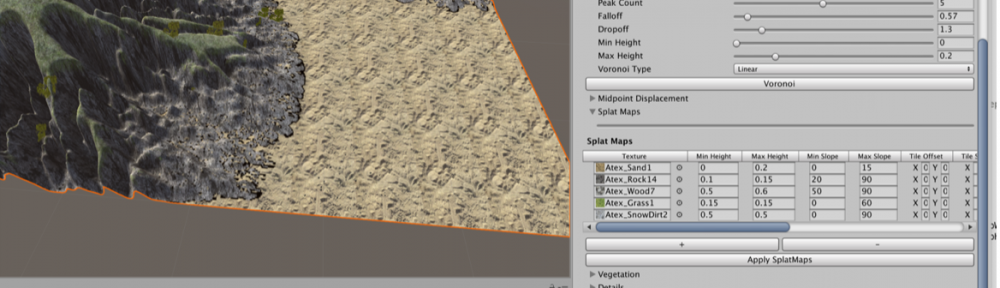 Peak Count 5
Falloff 0.57
Dropoff 1.3
Min Height 0
Max Height 0.2
Voronoi Type Linear
Voronoi
Midpoint Displacement
Splat Maps
Splat Maps
Texture Min Height Max Height Min Slope Max Slope Tile Offset Tile
Atex_Sand1 0 0.2 0 15 X 0 Y 0 X
Atex_Rock14 0.1 0.15 20 90 X 0 Y 0 X
Atex_Wood7 0.5 0.6 50 90 X 0 Y 0 X
Atex_Grass1 0.15 0.15 0 60 X 0 Y 0 X
Atex_SnowDirt2 0.5 0.5 0 90 X 0 Y 0 X
+ -
Apply SplatMaps
Vegetation
Details